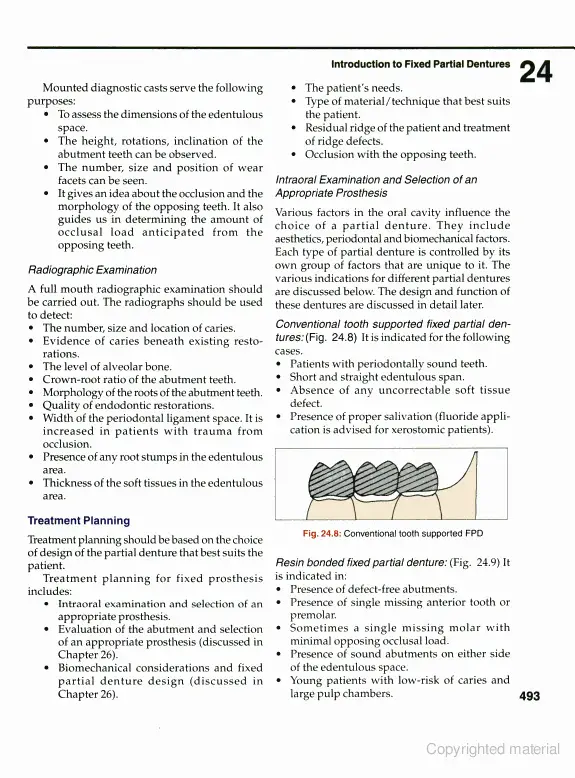 Introduction to Fixed Partial Dentures 24
Mounted diagnostic casts serve the following
purposes:
• To assess the dimensions of the edentulous
space.
• The height, rotations, inclination of the
abutment teeth can be observed.
• The number, size and position of wear
facets can be seen.
• It gives an idea about the occlusion and the
morphology of the opposing teeth. It also
guides us in determining the amount of
occlusal load anticipated from the
opposing teeth.
Radiographic Examination
A full mouth radiographic examination should
be carried out. The radiographs should be used
to detect:
• The number, size and location of caries.
• Evidence of caries beneath existing resto-
rations.
• The level of alveolar bone.
• Crown-root ratio of the abutment teeth.
• Morphology of the roots of the abutment teeth.
• Quality of endodontic restorations.
• Width of the periodontal ligament space. It is
increased in patients with trauma from
occlusion.
• Presence of any root stumps in the edentulous
area.
• Thickness of the soft tissues in the edentulous
area.
Treatment Planning
Treatment planning should be based on the choice
of design of the partial denture that best suits the
patient.
Treatment planning for fixed prosthesis
includes:
• Intraoral examination and selection of an
appropriate prosthesis.
• Evaluation of the abutment and selection
of an appropriate prosthesis (discussed in
Chapter 26).
• Biomechanical considerations and fixed
partial denture design (discussed in
Chapter 26).
• The patient's needs.
• Type of material/technique that best suits
the patient.
• Residual ridge of the patient and treatment
of ridge defects.
• Occlusion with the opposing teeth.
Intraoral Examination and Selection of an
Appropriate Prosthesis
Various factors in the oral cavity influence the
choice of a partial denture. They include
aesthetics, periodontal and biomechanical factors.
Each type of partial denture is controlled by its
own group of factors that are unique to it. The
various indications for different partial dentures
are discussed below. The design and function of
these dentures are discussed in detail later.
Conventional tooth supported fixed partial den-
tures: (Fig. 24.8) It is indicated for the following
cases.
• Patients with periodontally sound teeth.
• Short and straight edentulous span.
• Absence of any uncorrectable soft tissue
defect.
• Presence of proper salivation (fluoride appli-
cation is advised for xerostomic patients).
Fig. 24.8: Conventional tooth supported FPD
Resin bonded fixed partial denture: (Fig. 24.9) It
is indicated in:
• Presence of defect-free abutments.
• Presence of single missing anterior tooth or
premolar.
• Sometimes a single missing molar with
minimal opposing occlusal load.
• Presence of sound abutments on either side
of the edentulous space.
• Young patients with low-risk of caries and
large pulp chambers.
493
Copyrighted material